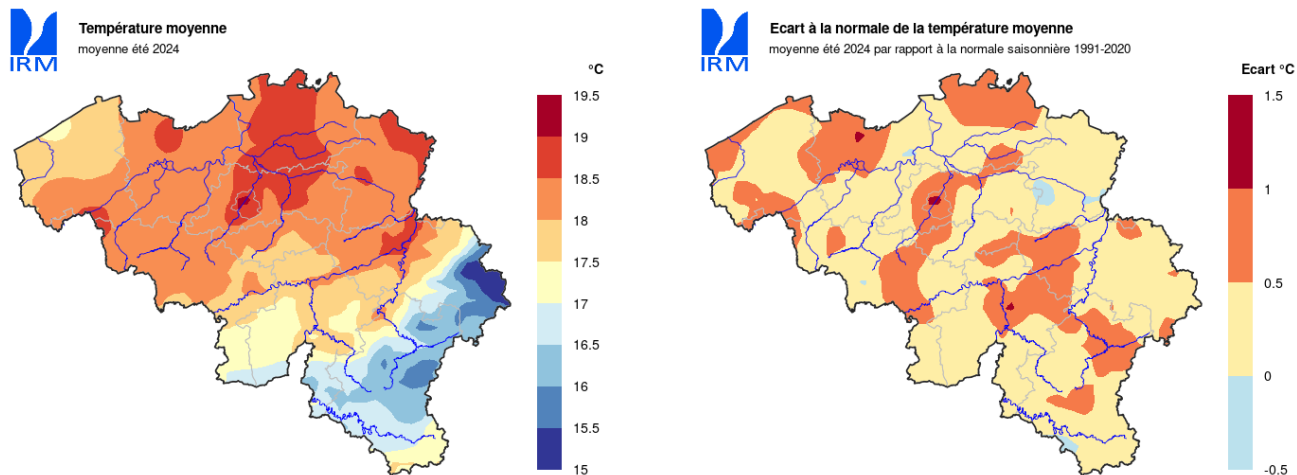 Température moyenne
moyenne été 2024
IRM
°C
19.5
19
18.5
18
17.5
17
16.5
16
15.5
15
Ecart à la normale de la température moyenne
moyenne été 2024 par rapport à la normale saisonnière 1991-2020
IRM
Ecart °C
1.5
1
0.5
0
-0.5